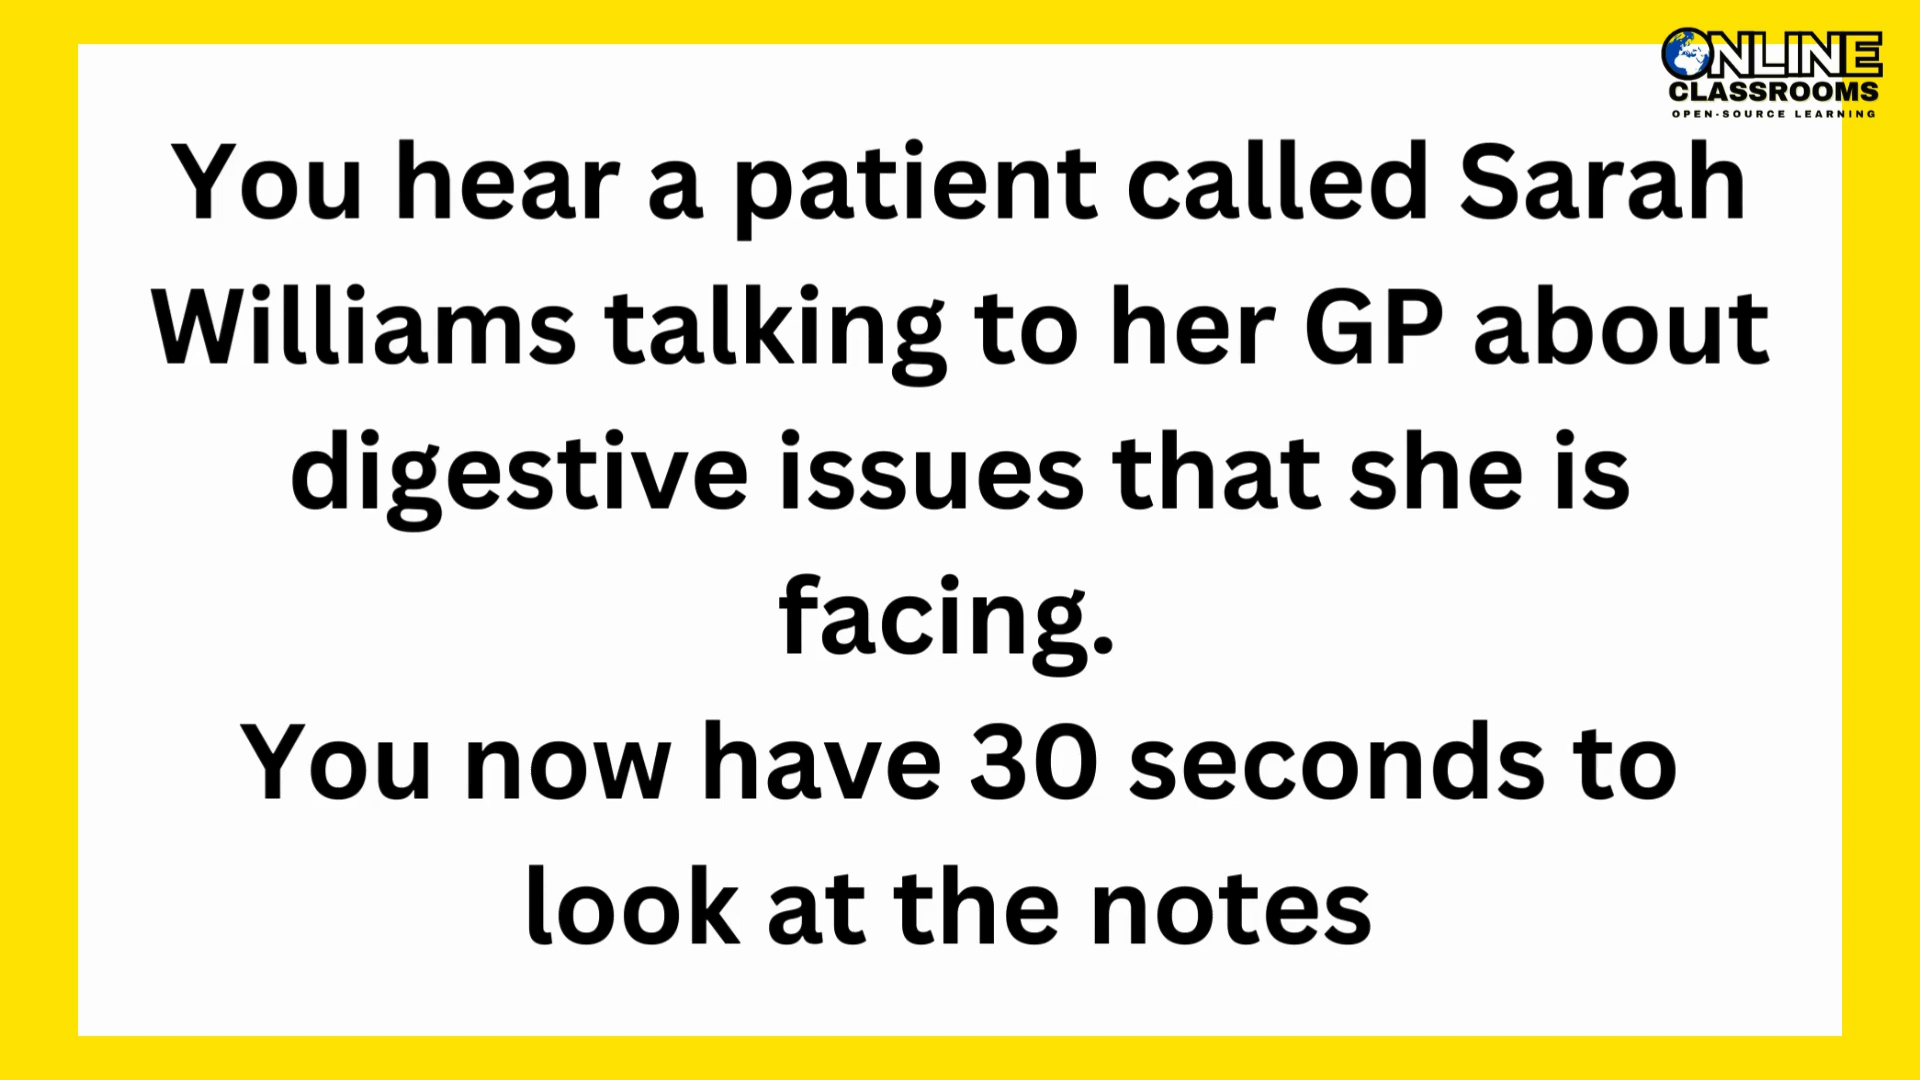 ONLINE
CLASSROOMS
OPEN-SOURCE LEARNING
You hear a patient called Sarah
Williams talking to her GP about
digestive issues that she is
facing.
You now have 30 seconds to
look at the notes